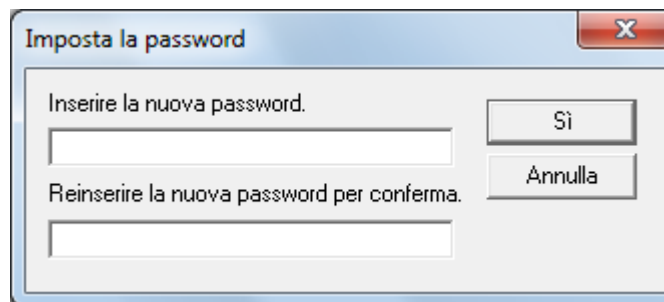 Imposta la password
Inserire la nuova password.
Sì
Annulla
Reinserire la nuova password per conferma.